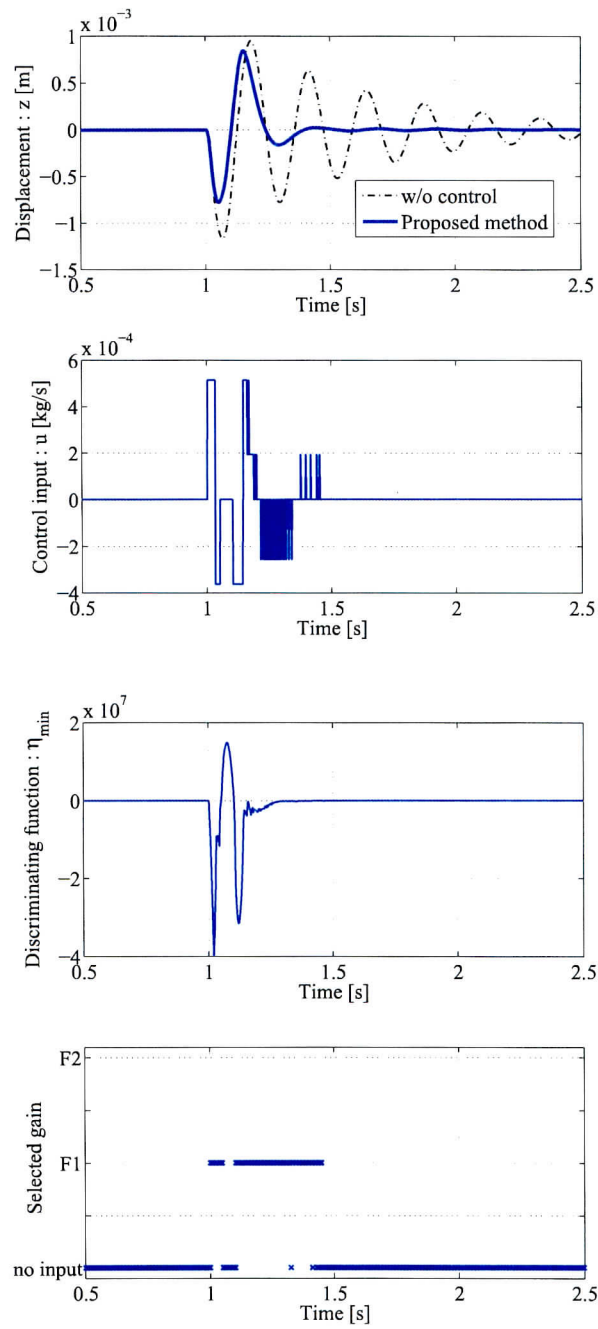 x 10⁻³
1
0.5
0
−0.5
−1
−1.5
Displacement : z [m]
w/o control
Proposed method
0.5 1 1.5 2 2.5
Time [s]
x 10⁻⁴
6
4
2
0
−2
−4
Control input : u [kg/s]
0.5 1 1.5 2 2.5
Time [s]
x 10⁷
2
0
−2
−4
Discriminating function : η_min
0.5 1 1.5 2 2.5
Time [s]
F2
F1
no input
Selected gain
0.5 1 1.5 2 2.5
Time [s]